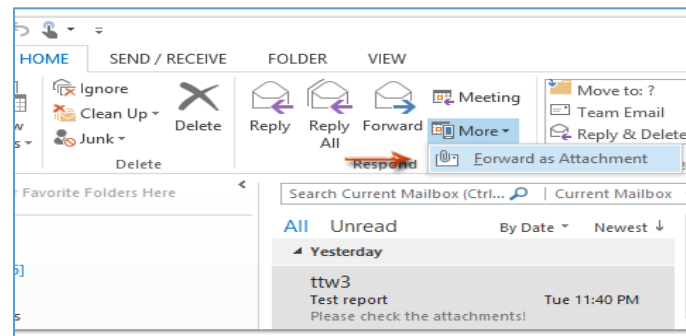 HOME SEND / RECEIVE FOLDER VIEW
Ignore
Clean Up
Junk
Delete
Delete
Reply
Reply All
Forward
Meeting
More
Respond
Forward as Attachment
Move to: ?
Team Email
Reply & Delete
Favorite Folders Here
Search Current Mailbox (Ctrl... Current Mailbox
All Unread By Date Newest
Yesterday
ttw3
Test report Tue 11:40 PM
Please check the attachments!